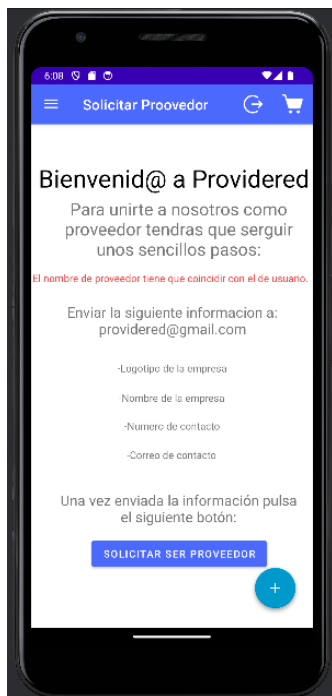 6:08
Solicitar Proovedor
Bienvenid@ a Providered
Para unirte a nosotros como
proveedor tendras que serguir
unos sencillos pasos:
El nombre de proveedor tiene que coincidir con el de usuario.
Enviar la siguiente informacion a:
providered@gmail.com
-Logotipo de la empresa
-Nombre de la empresa
-Numero de contacto
-Correo de contacto
Una vez enviada la información pulsa
el siguiente botón:
SOLICITAR SER PROVEEDOR
+